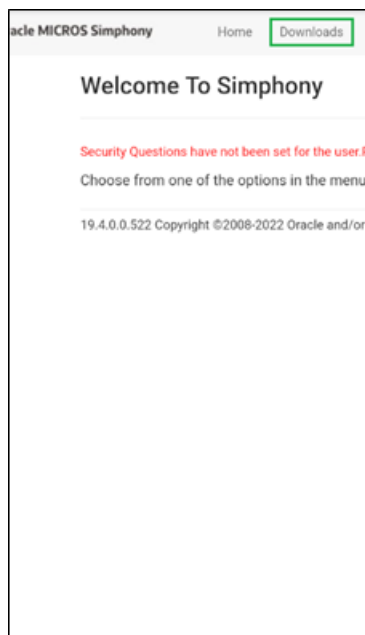 acle MICROS Simphony Home Downloads
Welcome To Simphony
Security Questions have not been set for the user.
Choose from one of the options in the menu
19.4.0.0.522 Copyright ©2008-2022 Oracle and/or